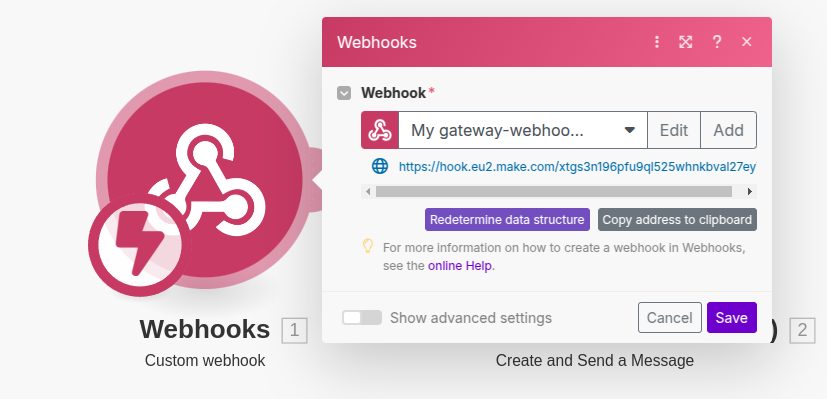 Webhooks
Webhook *
My gateway-webhoo... Edit Add
https://hook.eu2.make.com/xtgs3n196pfu9ql525whnkbval27ey
Redetermine data structure Copy address to clipboard
For more information on how to create a webhook in Webhooks,
see the online Help.
Show advanced settings Cancel Save
Webhooks 1
) 2
Custom webhook
Create and Send a Message